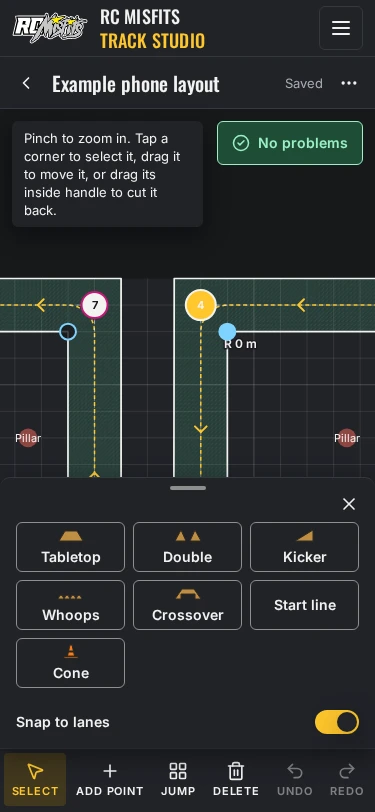 RC Misfits
RC MISFITS
TRACK STUDIO
Example phone layout
Saved
Pinch to zoom in. Tap a
corner to select it, drag it
to move it, or drag its
inside handle to cut it
back.
No problems
7
4
R 0 m
Pillar
Pillar
Tabletop
Double
Kicker
Whoops
Crossover
Start line
Cone
Snap to lanes
SELECT
ADD POINT
JUMP
DELETE
UNDO
REDO